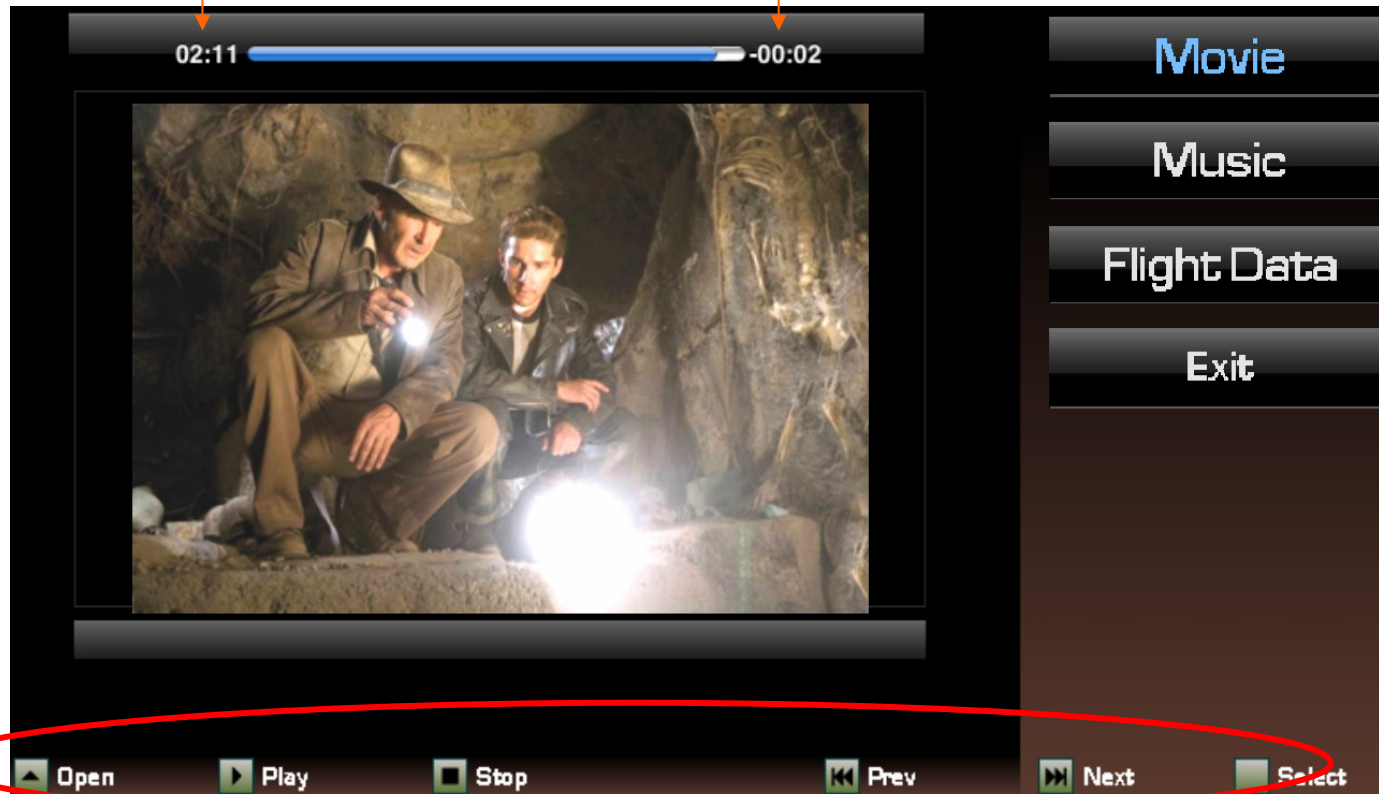 02:11 -00:02
Movie
Music
Flight Data
Exit
Open Play Stop Prev Next Select